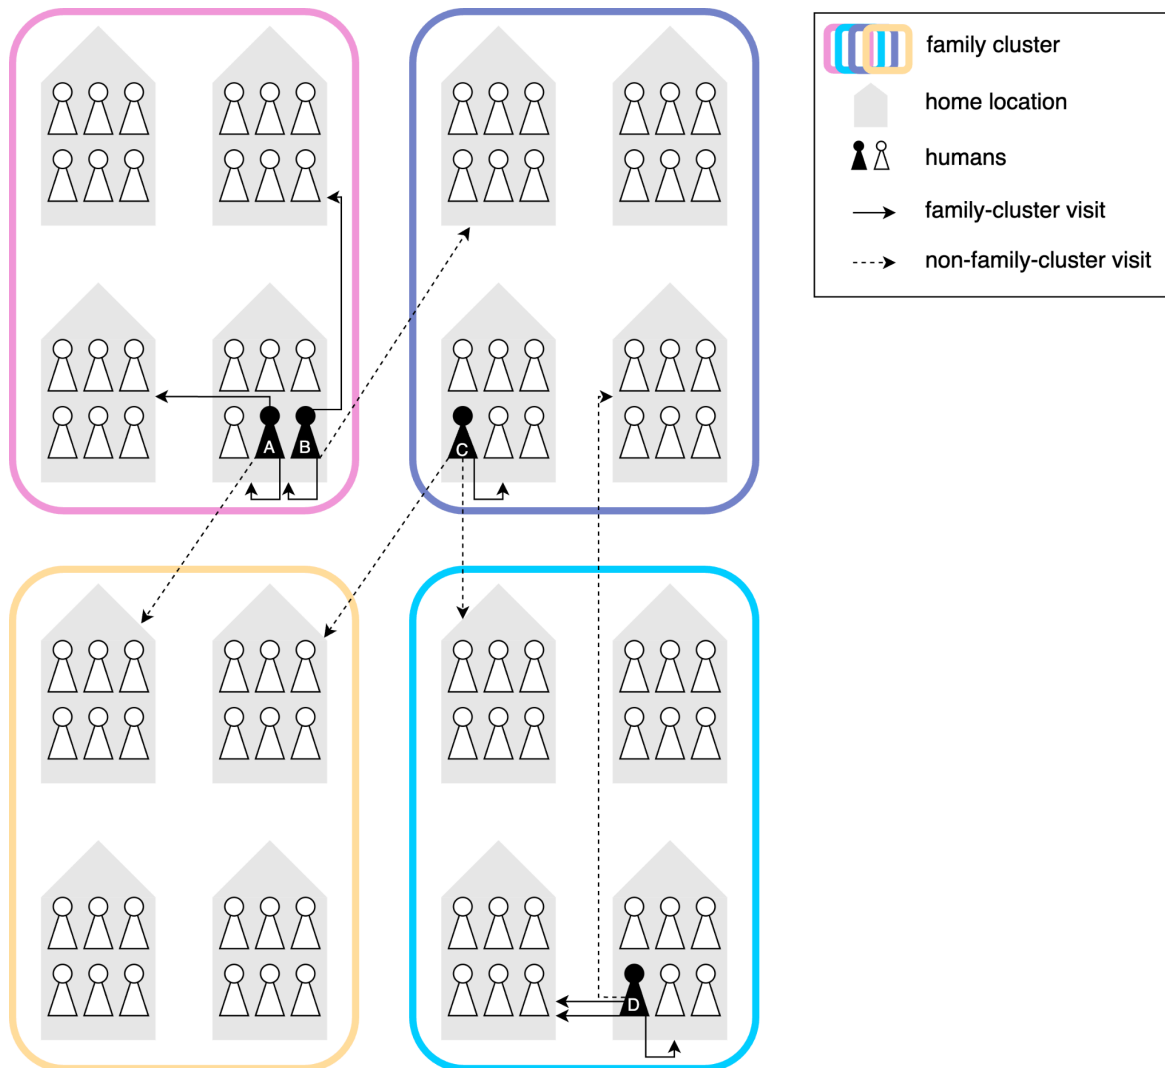 family cluster
home location
humans
family-cluster visit
non-family-cluster visit
A
B
C
D